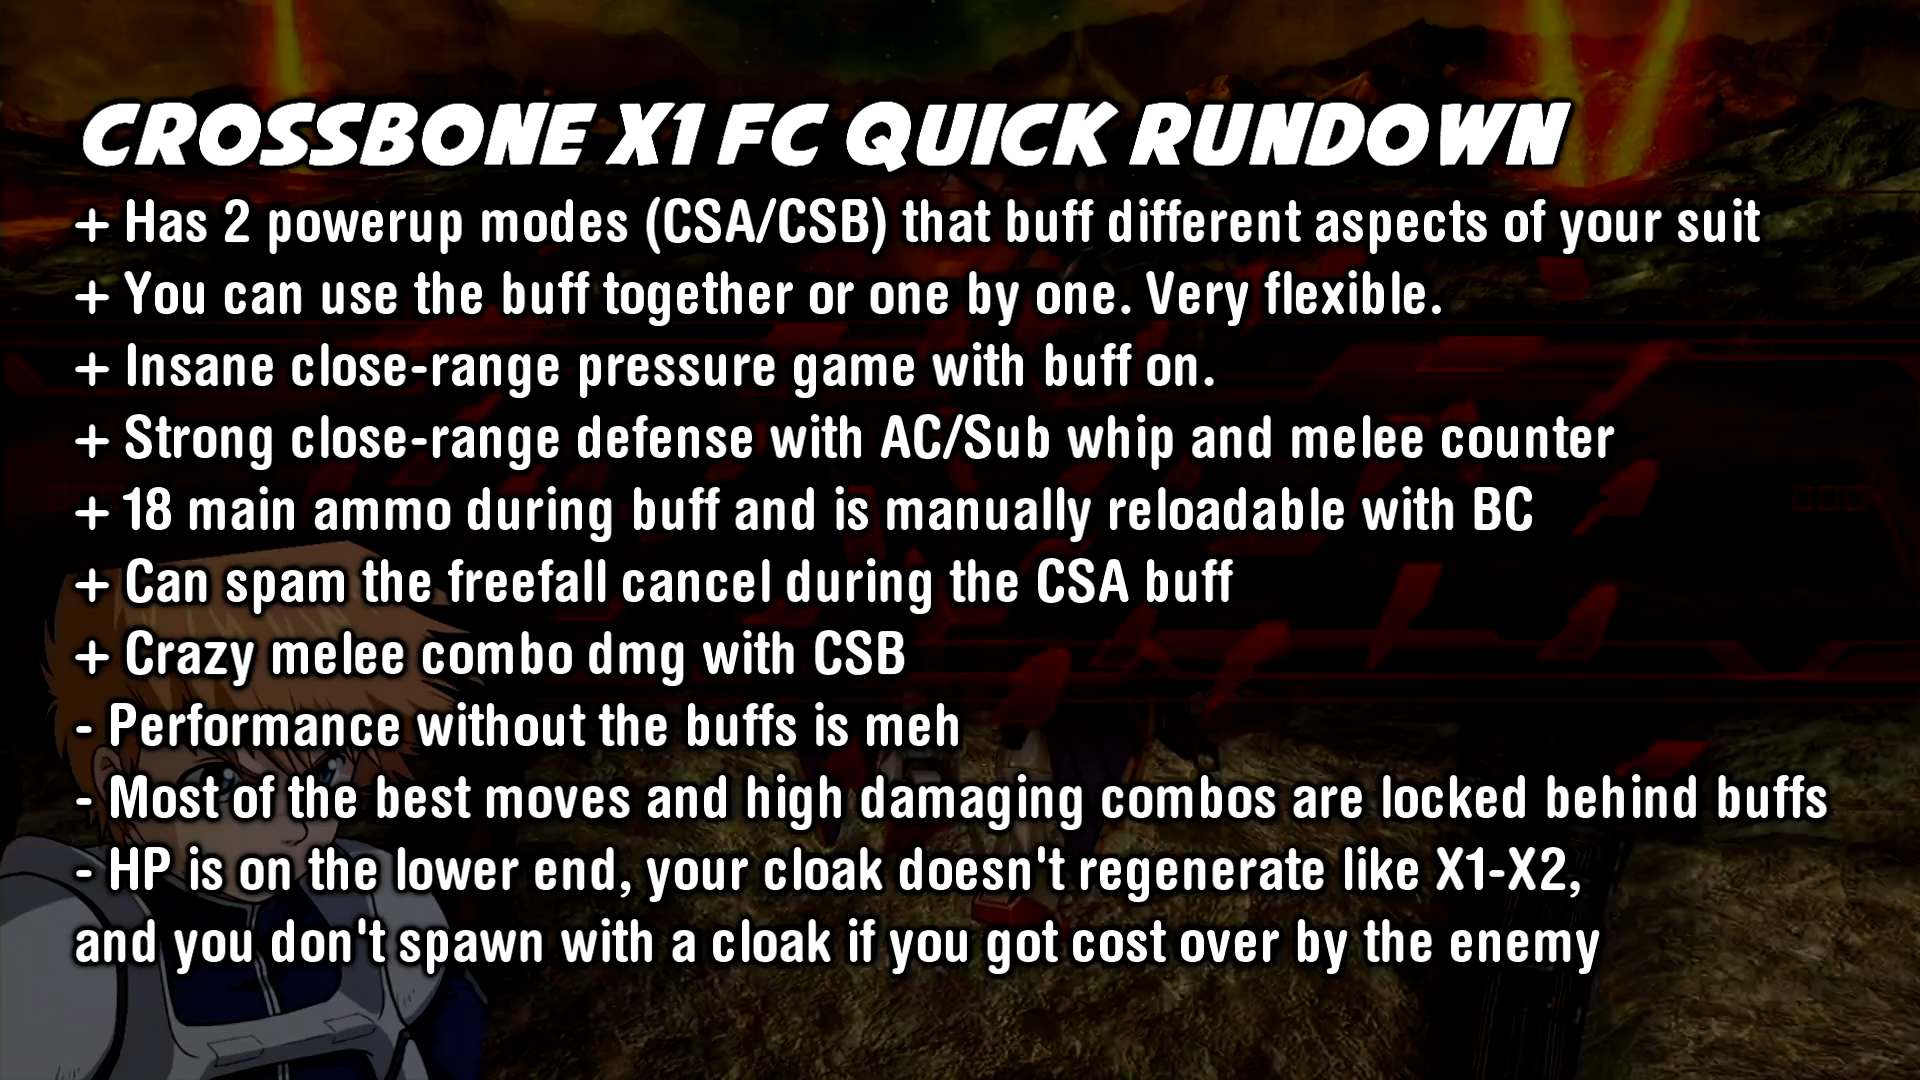 CROSSBONE X1 FC QUICK RUNDOWN
+ Has 2 powerup modes (CSA/CSB) that buff different aspects of your suit
+ You can use the buff together or one by one. Very flexible.
+ Insane close-range pressure game with buff on.
+ Strong close-range defense with AC/Sub whip and melee counter
+ 18 main ammo during buff and is manually reloadable with BC
+ Can spam the freefall cancel during the CSA buff
+ Crazy melee combo dmg with CSB
- Performance without the buffs is meh
- Most of the best moves and high damaging combos are locked behind buffs
- HP is on the lower end, your cloak doesn't regenerate like X1-X2,
and you don't spawn with a cloak if you got cost over by the enemy